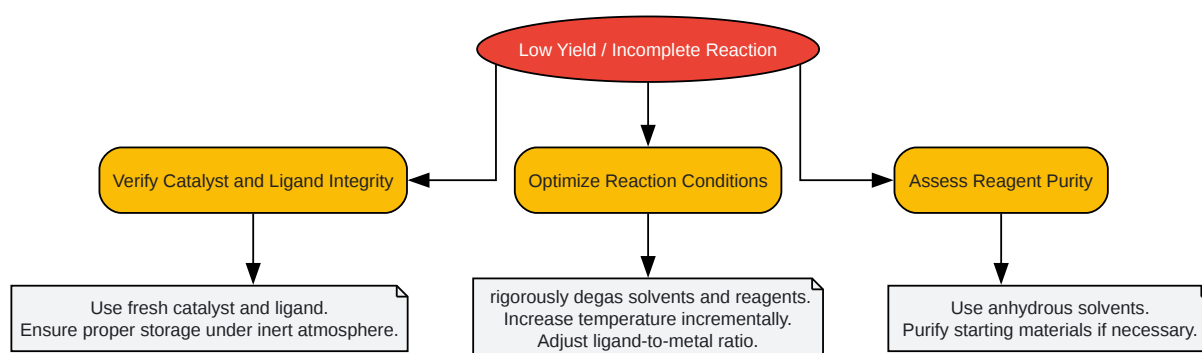 Low Yield / Incomplete Reaction
Verify Catalyst and Ligand Integrity
Optimize Reaction Conditions
Assess Reagent Purity
Use fresh catalyst and ligand.
Ensure proper storage under inert atmosphere.
rigorously degas solvents and reagents.
Increase temperature incrementally.
Adjust ligand-to-metal ratio.
Use anhydrous solvents.
Purify starting materials if necessary.